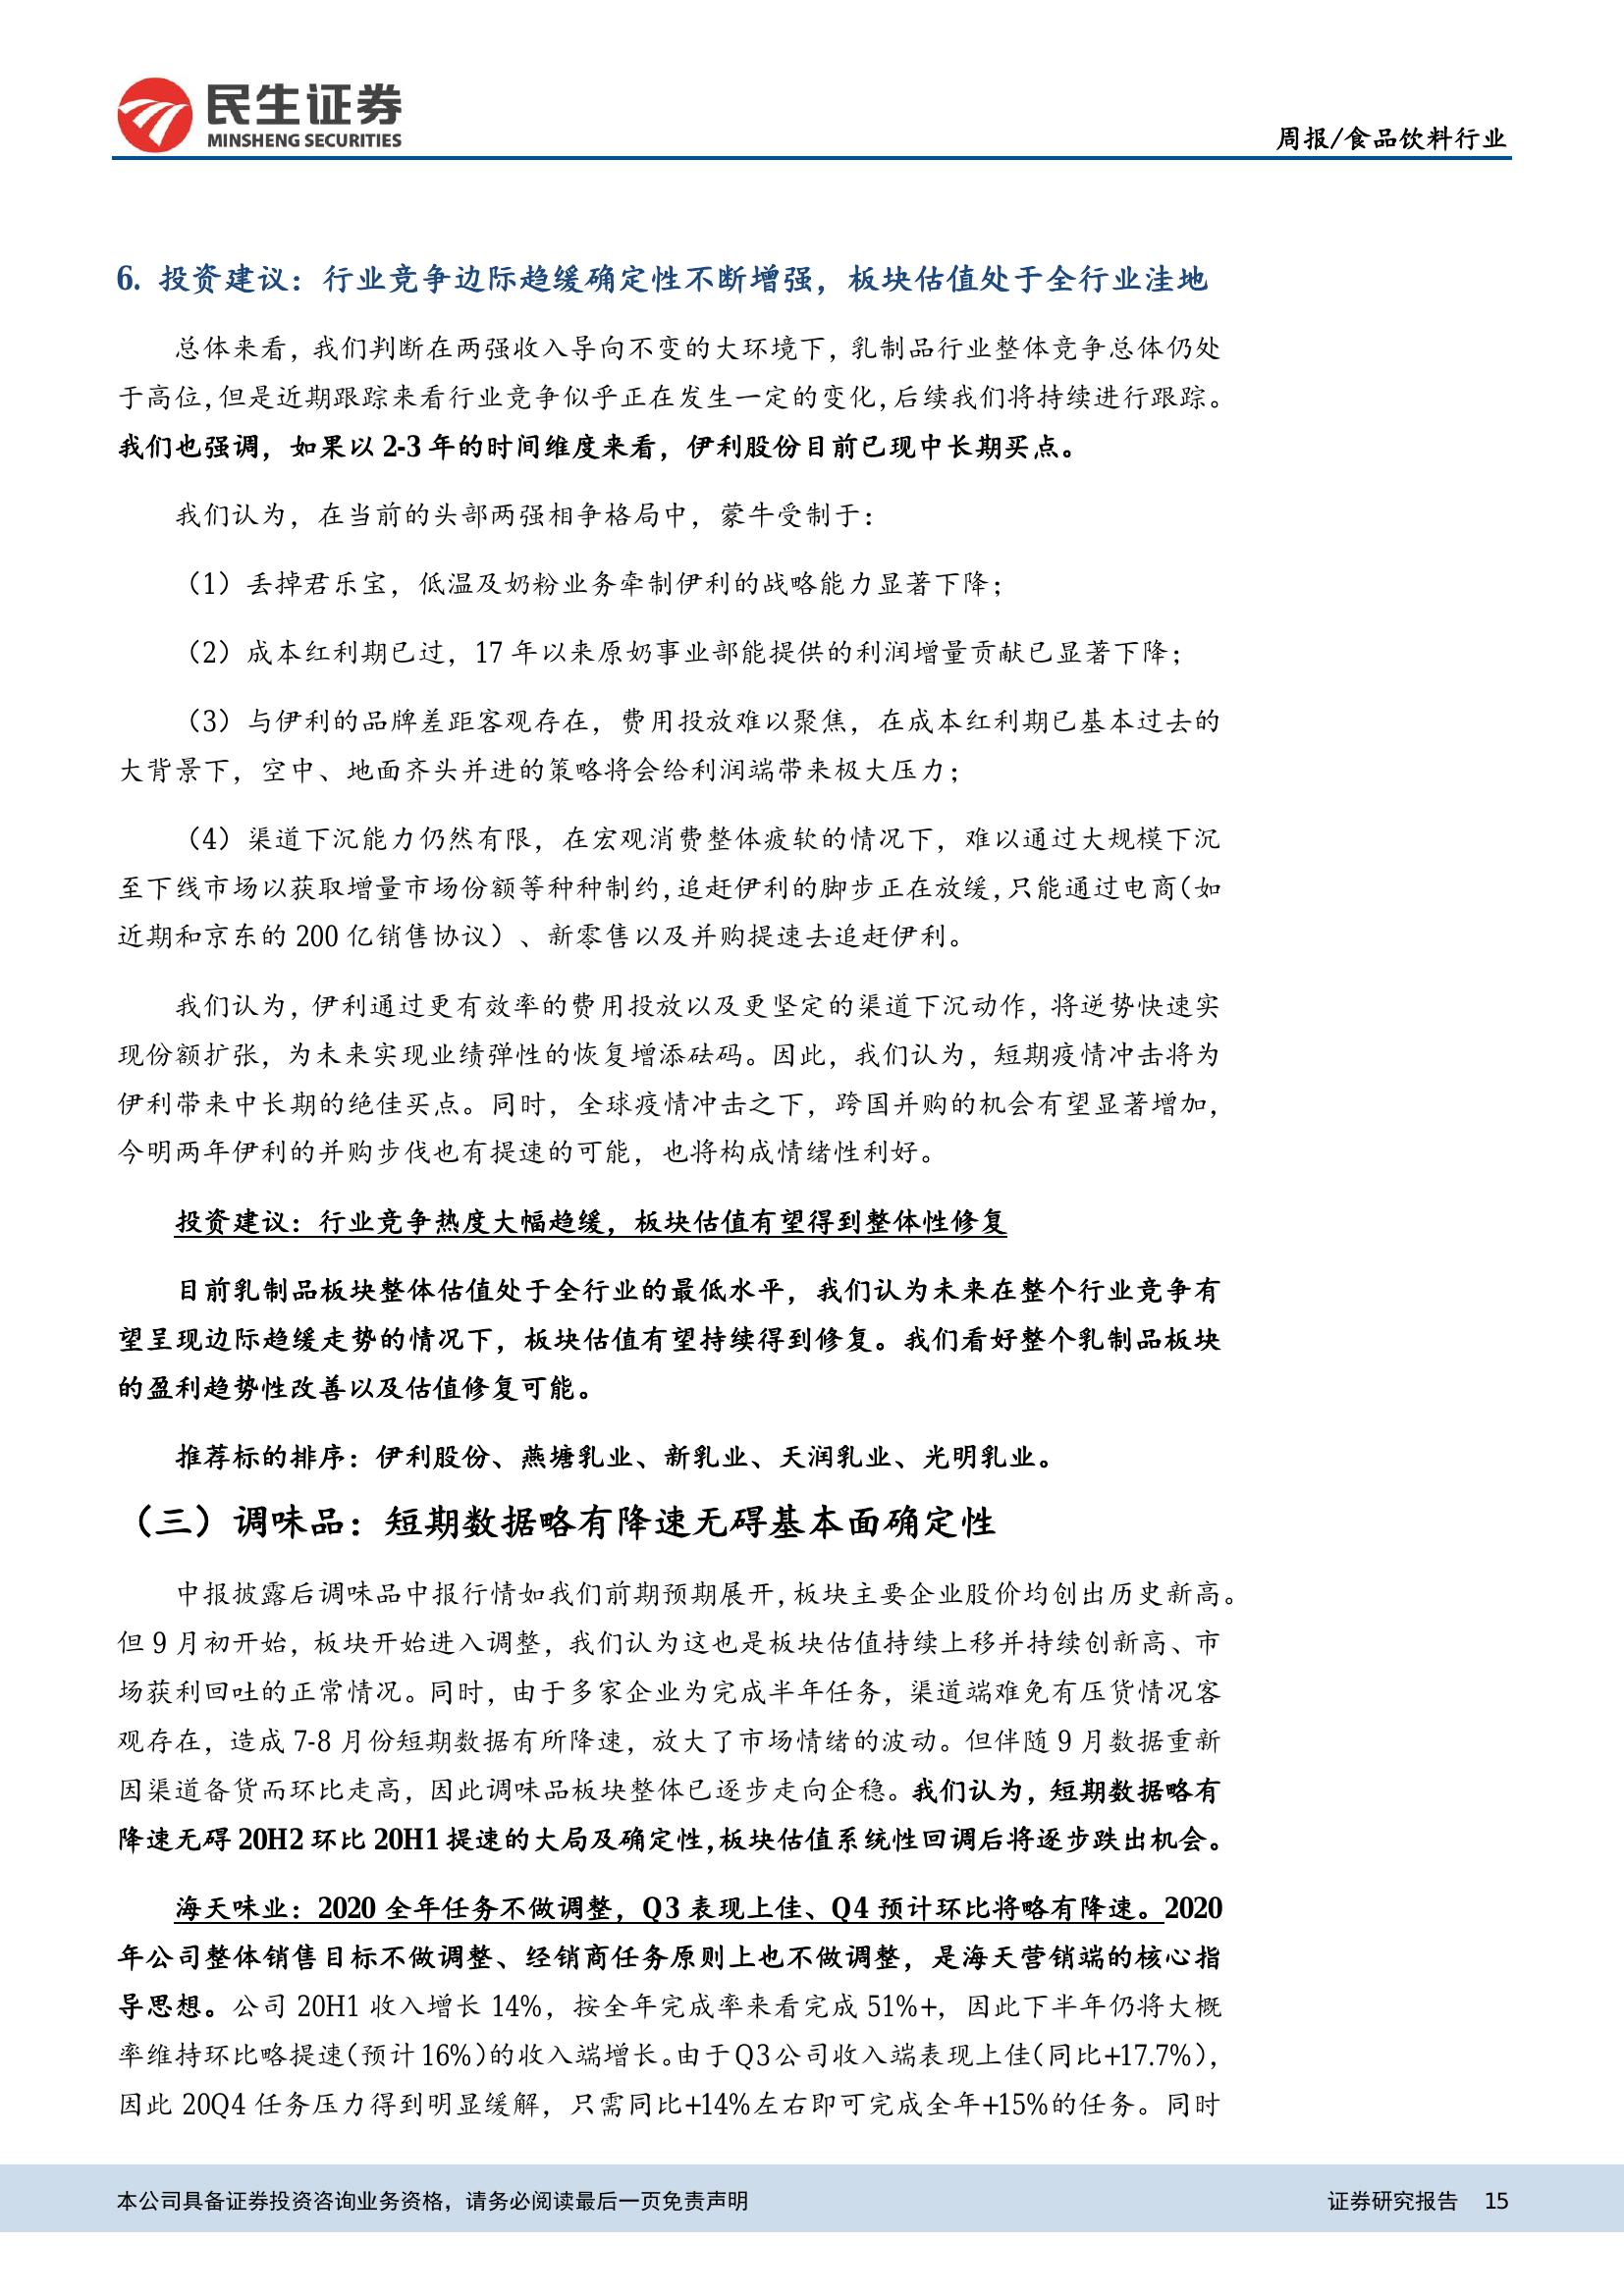 民生证券
MINSHENG SECURITIES
周报/食品饮料行业
6. 投资建议：行业竞争边际趋缓确定性不断增强，板块估值处于全行业洼地
总体来看，我们判断在两强收入导向不变的大环境下，乳制品行业整体竞争总体仍处
于高位，但是近期跟踪来看行业竞争似乎正在发生一定的变化，后续我们将持续进行跟踪。
我们也强调，如果以 2-3 年的时间维度来看，伊利股份目前已现中长期买点。
我们认为，在当前的头部两强相争格局中，蒙牛受制于：
（1）丢掉君乐宝，低温及奶粉业务牵制伊利的战略能力显著下降；
（2）成本红利期已过，17 年以来原奶事业部能提供的利润增量贡献已显著下降；
（3）与伊利的品牌差距客观存在，费用投放难以聚焦，在成本红利期已基本过去的
大背景下，空中、地面齐头并进的策略将会给利润端带来极大压力；
（4）渠道下沉能力仍然有限，在宏观消费整体疲软的情况下，难以通过大规模下沉
至下线市场以获取增量市场份额等种种制约，追赶伊利的脚步正在放缓，只能通过电商（如
近期和京东的 200 亿销售协议）、新零售以及并购提速去追赶伊利。
我们认为，伊利通过更有效率的费用投放以及更坚定的渠道下沉动作，将逆势快速实
现份额扩张，为未来实现业绩弹性的恢复增添砝码。因此，我们认为，短期疫情冲击将为
伊利带来中长期的绝佳买点。同时，全球疫情冲击之下，跨国并购的机会有望显著增加，
今明两年伊利的并购步伐也有提速的可能，也将构成情绪性利好。
投资建议：行业竞争热度大幅趋缓，板块估值有望得到整体性修复
目前乳制品板块整体估值处于全行业的最低水平，我们认为未来在整个行业竞争有
望呈现边际趋缓走势的情况下，板块估值有望持续得到修复。我们看好整个乳制品板块
的盈利趋势性改善以及估值修复可能。
推荐标的排序：伊利股份、燕塘乳业、新乳业、天润乳业、光明乳业。
（三）调味品：短期数据略有降速无碍基本面确定性
中报披露后调味品中报行情如我们前期预期展开，板块主要企业股价均创出历史新高。
但 9 月初开始，板块开始进入调整，我们认为这也是板块估值持续上移并持续创新高、市
场获利回吐的正常情况。同时，由于多家企业为完成半年任务，渠道端难免有压货情况客
观存在，造成 7-8 月份短期数据有所降速，放大了市场情绪的波动。但伴随 9 月数据重新
因渠道备货而环比走高，因此调味品板块整体已逐步走向企稳。我们认为，短期数据略有
降速无碍 20H2 环比 20H1 提速的大局及确定性，板块估值系统性回调后将逐步跌出机会。
海天味业：2020 全年任务不做调整，Q3 表现上佳、Q4 预计环比将略有降速。2020
年公司整体销售目标不做调整、经销商任务原则上也不做调整，是海天营销端的核心指
导思想。公司 20H1 收入增长 14%，按全年完成率来看完成 51%+，因此下半年仍将大概
率维持环比略提速（预计 16%）的收入端增长。由于 Q3 公司收入端表现上佳（同比+17.7%），
因此 20Q4 任务压力得到明显缓解，只需同比+14%左右即可完成全年+15%的任务。同时
本公司具备证券投资咨询业务资格，请务必阅读最后一页免责声明
证券研究报告 15